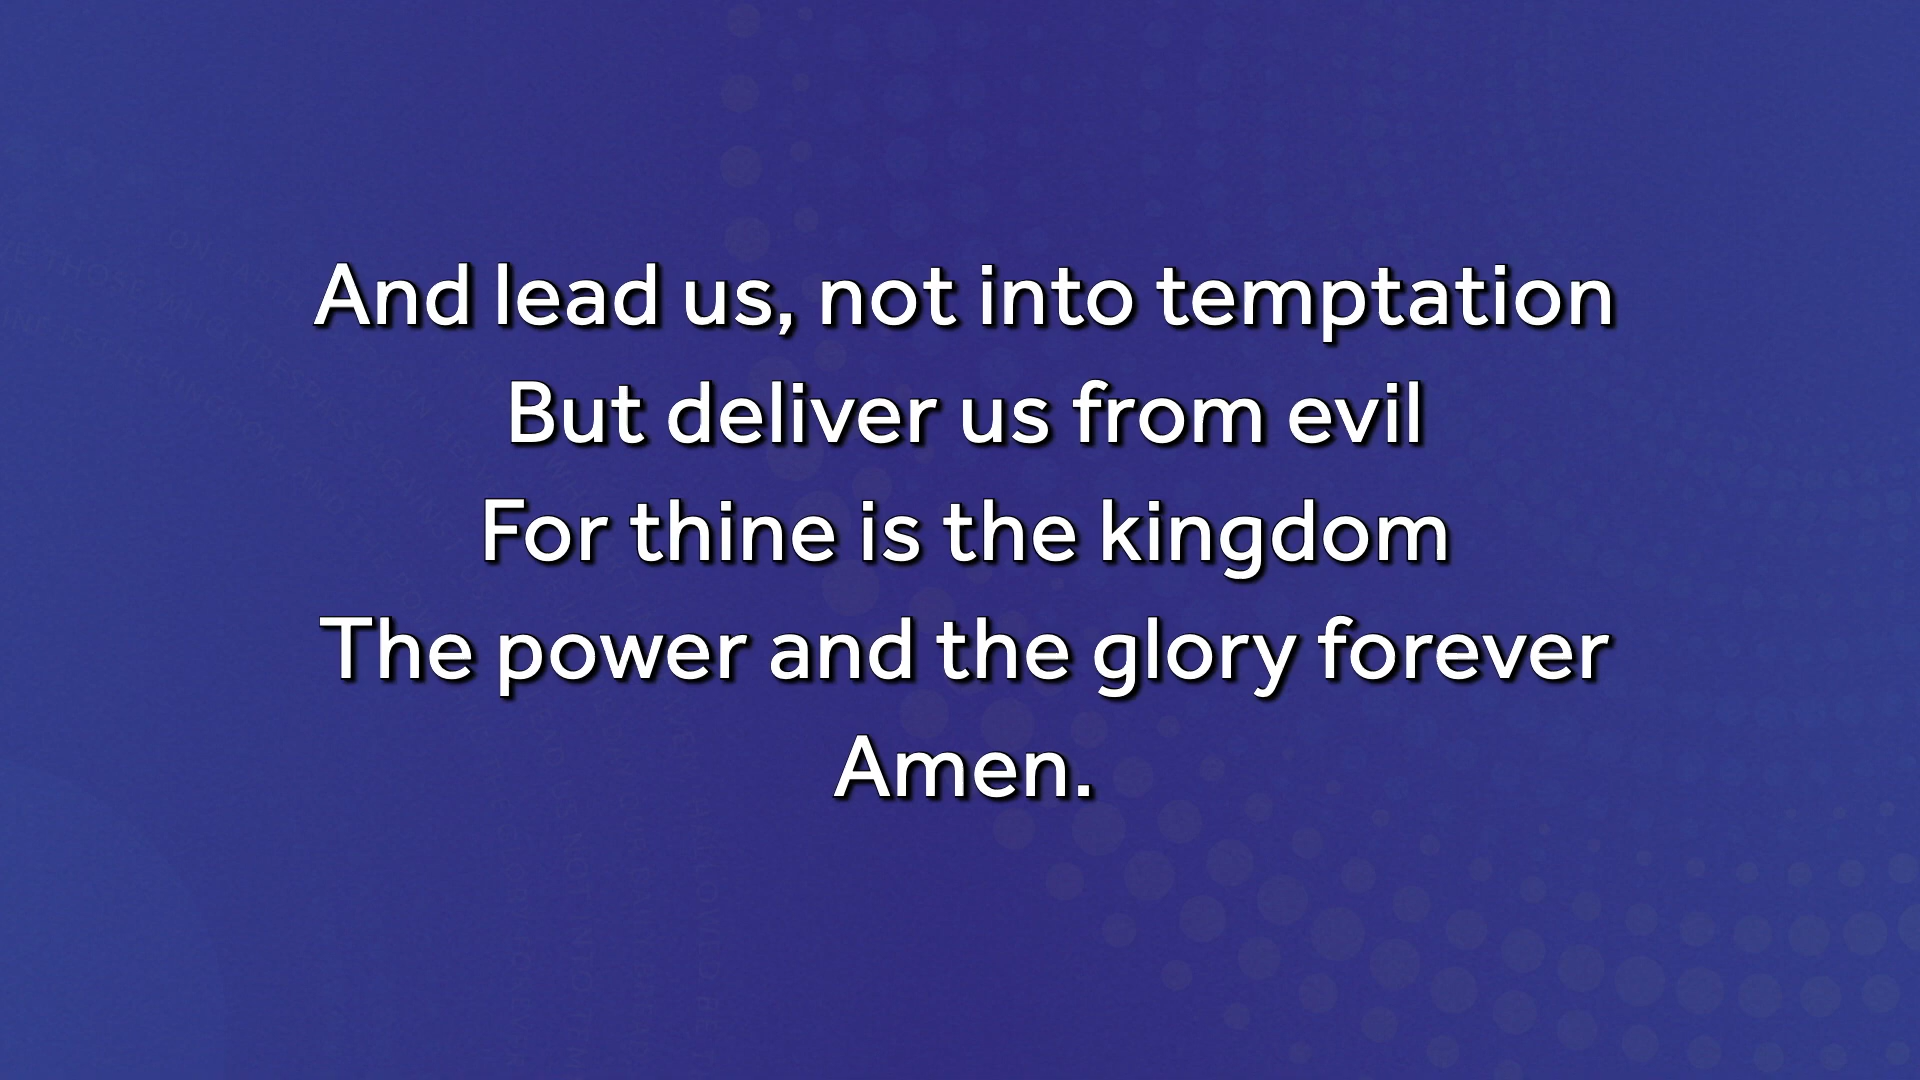 And lead us, not into temptation
But deliver us from evil
For thine is the kingdom
The power and the glory forever
Amen.